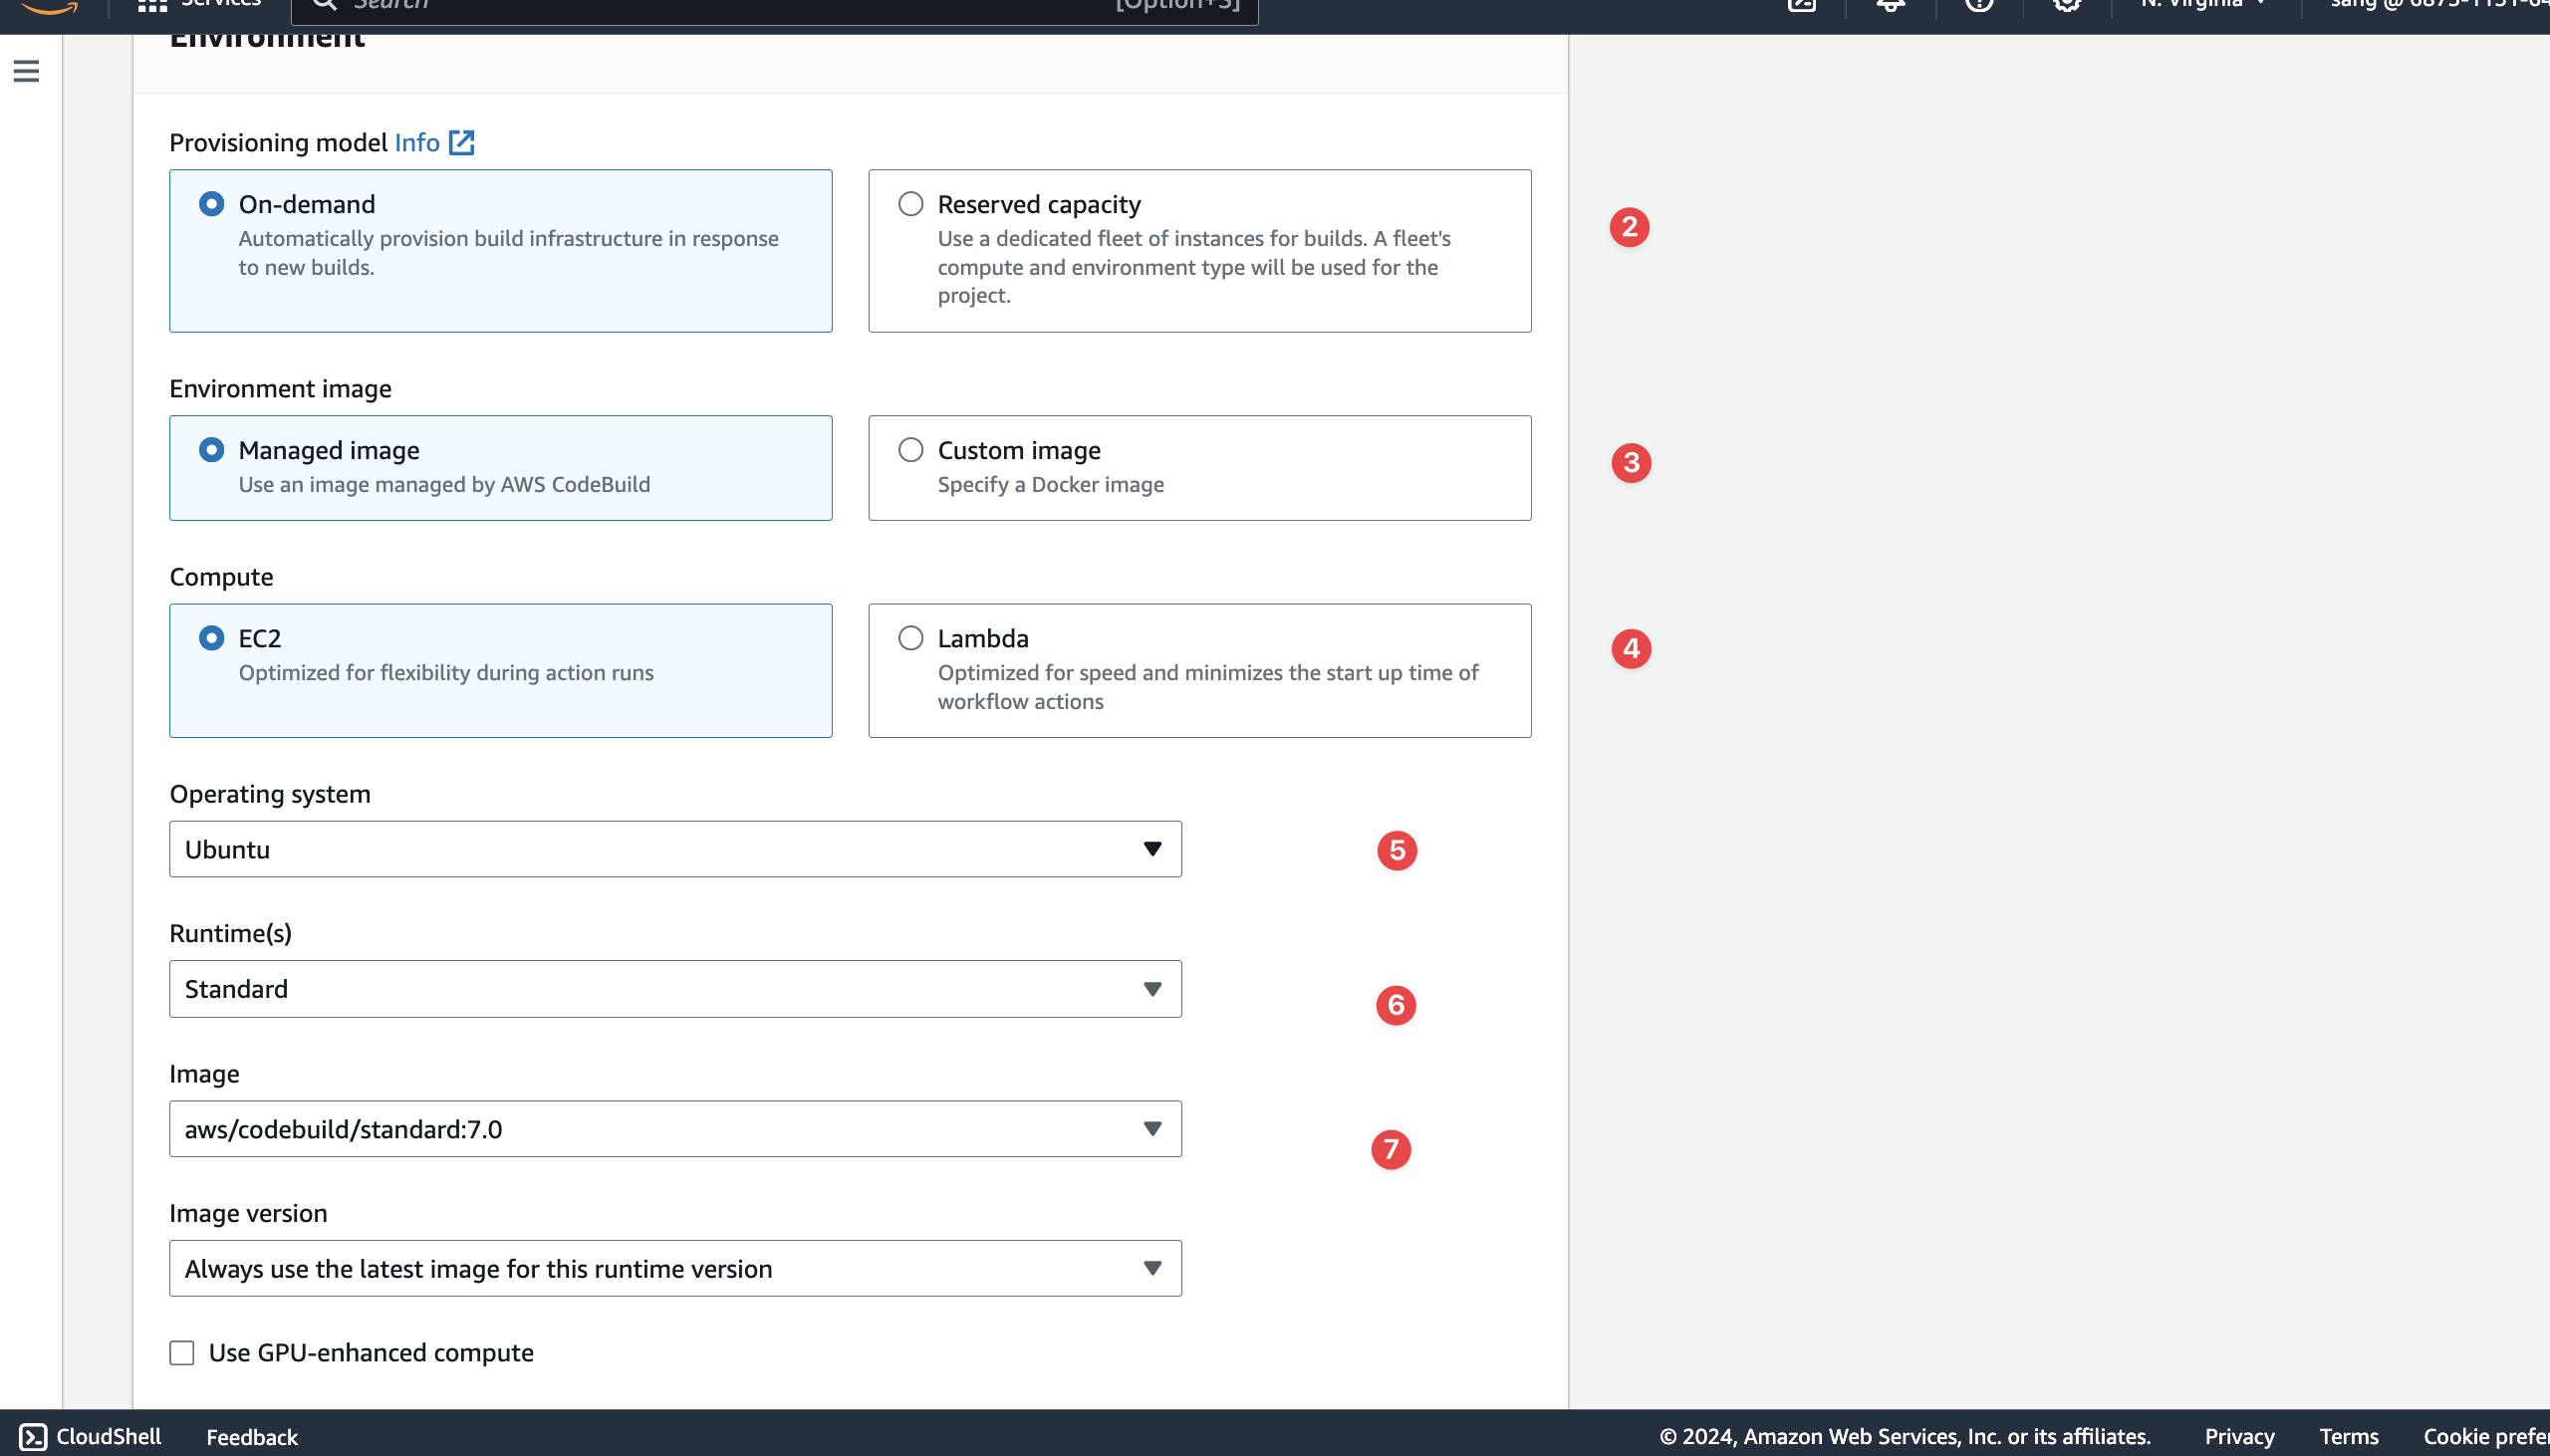 Services
Search
[Option+S]
N. Virginia
Environment
Provisioning model Info
On-demand
Automatically provision build infrastructure in response
to new builds.
Reserved capacity
Use a dedicated fleet of instances for builds. A fleet's
compute and environment type will be used for the
project.
2
Environment image
Managed image
Use an image managed by AWS CodeBuild
Custom image
Specify a Docker image
3
Compute
EC2
Optimized for flexibility during action runs
Lambda
Optimized for speed and minimizes the start up time of
workflow actions
4
Operating system
Ubuntu
5
Runtime(s)
Standard
6
Image
aws/codebuild/standard:7.0
7
Image version
Always use the latest image for this runtime version
Use GPU-enhanced compute
CloudShell
Feedback
© 2024, Amazon Web Services, Inc. or its affiliates.
Privacy
Terms
Cookie prefer